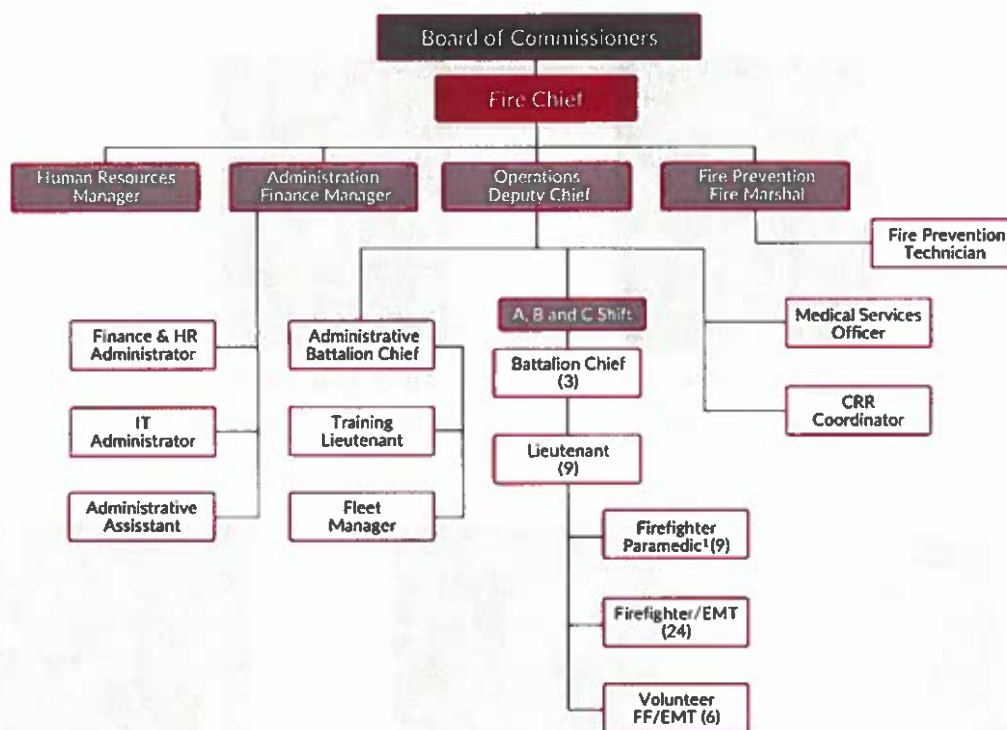 Board of Commissioners
Fire Chief
Human Resources
Manager
Administration
Finance Manager
Operations
Deputy Chief
Fire Prevention
Fire Marshal
Fire Prevention
Technician
A, B and C Shift
Medical Services
Officer
Finance & HR
Administrator
Administrative
Battalion Chief
Battalion Chief
(3)
CRR
Coordinator
IT
Administrator
Training
Lieutenant
Lieutenant
(9)
Administrative
Assisstant
Fleet
Manager
Firefighter
Paramedic¹ (9)
Firefighter/EMT
(24)
Volunteer
FF/EMT (6)